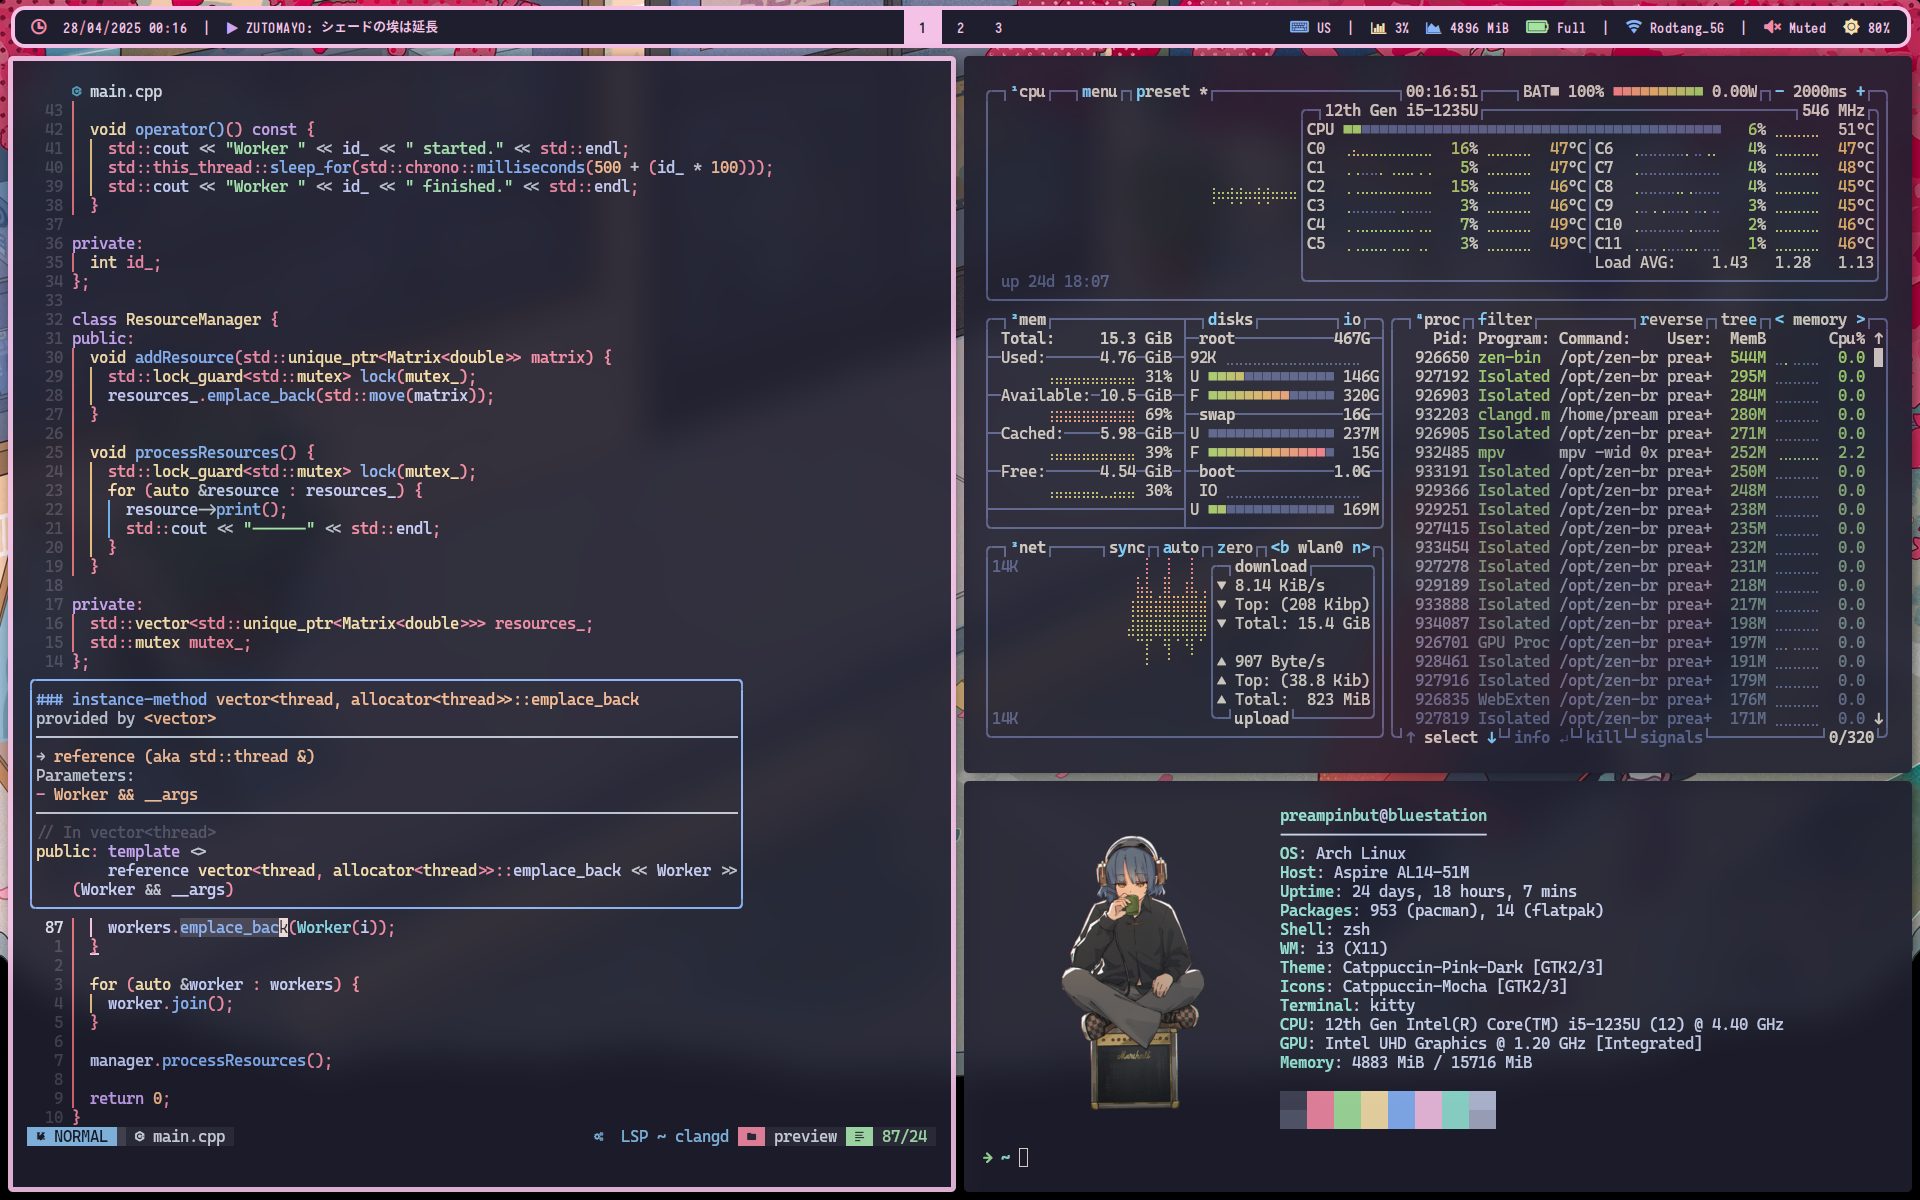 28/04/2025 00:16 | ▶ ZUTOMAYO: シェードの埃は延長
1 2 3
US | 3% 4896 MiB Full | Rodtang_5G | Muted 80%
main.cpp
43
42 void operator()() const {
41 std::cout << "Worker " << id_ << " started." << std::endl;
40 std::this_thread::sleep_for(std::chrono::milliseconds(500 + (id_ * 100)));
39 std::cout << "Worker " << id_ << " finished." << std::endl;
38 }
37
36 private:
35 int id_;
34 };
33
32 class ResourceManager {
31 public:
30 void addResource(std::unique_ptr<Matrix<double>> matrix) {
29 std::lock_guard<std::mutex> lock(mutex_);
28 resources_.emplace_back(std::move(matrix));
27 }
26
25 void processResources() {
24 std::lock_guard<std::mutex> lock(mutex_);
23 for (auto &resource : resources_) {
22 resource->print();
21 std::cout << "------" << std::endl;
20 }
19 }
18
17 private:
16 std::vector<std::unique_ptr<Matrix<double>>> resources_;
15 std::mutex mutex_;
14 };
### instance-method vector<thread, allocator<thread>>::emplace_back
provided by <vector>
→ reference (aka std::thread &)
Parameters:
- Worker && __args
// In vector<thread>
public: template <>
reference vector<thread, allocator<thread>>::emplace_back << Worker >>
(Worker && __args)
87 workers.emplace_back(Worker(i));
1 }
2
3 for (auto &worker : workers) {
4 worker.join();
5 }
6
7 manager.processResources();
8
9 return 0;
10 }
NORMAL main.cpp LSP ~ clangd preview 87/24
¹cpu menu preset * 00:16:51 BAT■ 100% 0.00W - 2000ms +
12th Gen i5-1235U 546 MHz
CPU 6% 51°C
C0 16% 47°C C6 4% 47°C
C1 5% 47°C C7 4% 48°C
C2 15% 46°C C8 4% 45°C
C3 3% 46°C C9 3% 45°C
C4 7% 49°C C10 2% 46°C
C5 3% 49°C C11 1% 46°C
Load AVG: 1.43 1.28 1.13
up 24d 18:07
²mem
Total: 15.3 GiB
Used: 4.76 GiB
31%
Available: 10.5 GiB
69%
Cached: 5.98 GiB
39%
Free: 4.54 GiB
30%
disks io
root 467G
92K
U 146G
F 320G
swap 16G
U 237M
F 15G
boot 1.0G
IO
U 169M
³net sync auto zero <b wlan0 n>
14K
download
▼ 8.14 KiB/s
▼ Top: (208 Kibp)
▼ Total: 15.4 GiB
▲ 907 Byte/s
▲ Top: (38.8 Kib)
▲ Total: 823 MiB
14K
upload
⁴proc filter reverse tree < memory >
Pid: Program: Command: User: MemB Cpu% ↑
926650 zen-bin /opt/zen-br prea+ 544M 0.0
927192 Isolated /opt/zen-br prea+ 295M 0.0
926903 Isolated /opt/zen-br prea+ 284M 0.0
932203 clangd.m /home/pream prea+ 280M 0.0
926905 Isolated /opt/zen-br prea+ 271M 0.0
932485 mpv mpv -wid 0x prea+ 252M 2.2
933191 Isolated /opt/zen-br prea+ 250M 0.0
929366 Isolated /opt/zen-br prea+ 248M 0.0
929251 Isolated /opt/zen-br prea+ 238M 0.0
927415 Isolated /opt/zen-br prea+ 235M 0.0
933454 Isolated /opt/zen-br prea+ 232M 0.0
927278 Isolated /opt/zen-br prea+ 231M 0.0
929189 Isolated /opt/zen-br prea+ 218M 0.0
933888 Isolated /opt/zen-br prea+ 217M 0.0
934087 Isolated /opt/zen-br prea+ 198M 0.0
926701 GPU Proc /opt/zen-br prea+ 197M 0.0
928461 Isolated /opt/zen-br prea+ 191M 0.0
927916 Isolated /opt/zen-br prea+ 179M 0.0
926835 WebExten /opt/zen-br prea+ 176M 0.0
927819 Isolated /opt/zen-br prea+ 171M 0.0 ↓
↑ select ↓ info ↵ kill signals 0/320
preampinbut@bluestation
OS: Arch Linux
Host: Aspire AL14-51M
Uptime: 24 days, 18 hours, 7 mins
Packages: 953 (pacman), 14 (flatpak)
Shell: zsh
WM: i3 (X11)
Theme: Catppuccin-Pink-Dark [GTK2/3]
Icons: Catppuccin-Mocha [GTK2/3]
Terminal: kitty
CPU: 12th Gen Intel(R) Core(TM) i5-1235U (12) @ 4.40 GHz
GPU: Intel UHD Graphics @ 1.20 GHz [Integrated]
Memory: 4883 MiB / 15716 MiB
Marshall
→ ~